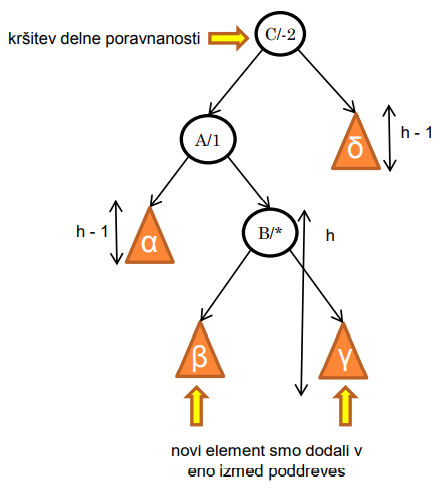 kršitev delne poravnanosti
C/-2
A/1
δ
h - 1
h - 1
α
B/*
h
β
γ
novi element smo dodali v
eno izmed poddreves